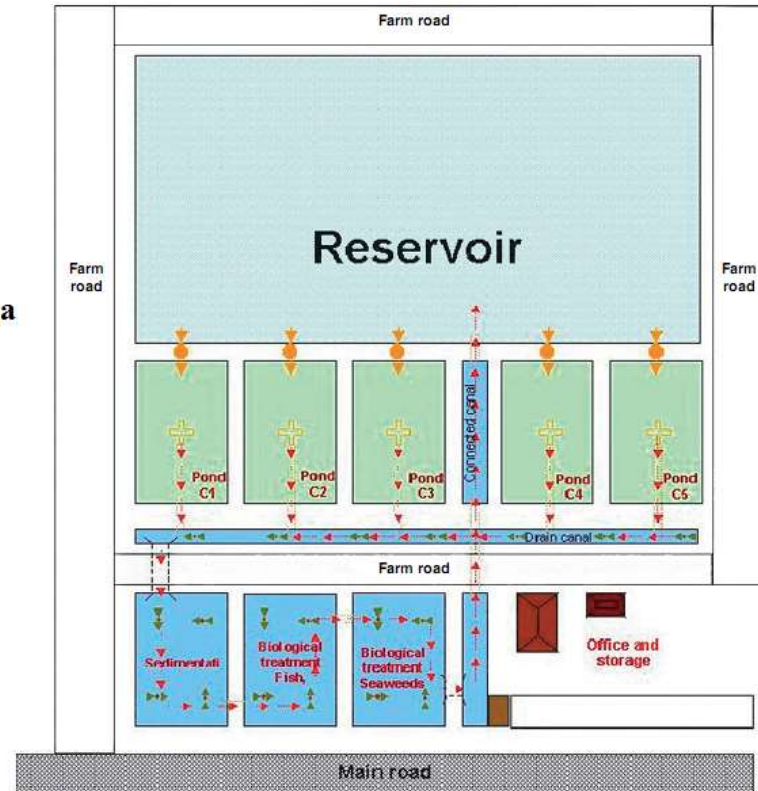 Farm road
Reservoir
Farm
road
Farm
road
a
Pond
C1
Pond
C2
Pond
C3
Connected canal
Pond
C4
Pond
C5
Drain canal
Farm road
Sedimentati
Biological
treatment
Fish,
Biological
treatment
Seaweeds
Office and
storage
Main road